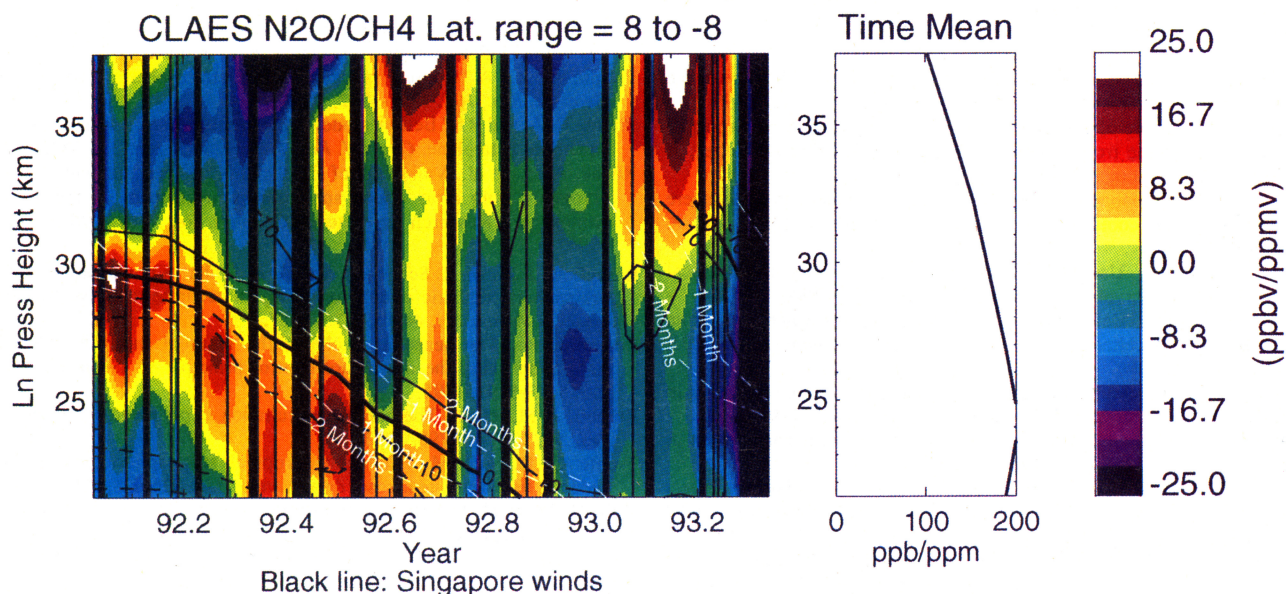 CLAES N2O/CH4 Lat. range = 8 to -8
Time Mean
Ln Press Height (km)
35
30
25
-10
2 Months
1 Month
2 Months
1 Month
1 Month
2 Months
10
0
-10
92.2
92.4
92.6
92.8
93.0
93.2
Year
Black line: Singapore winds
35
30
25
0
100
200
ppb/ppm
25.0
16.7
8.3
0.0
-8.3
-16.7
-25.0
(ppbv/ppmv)